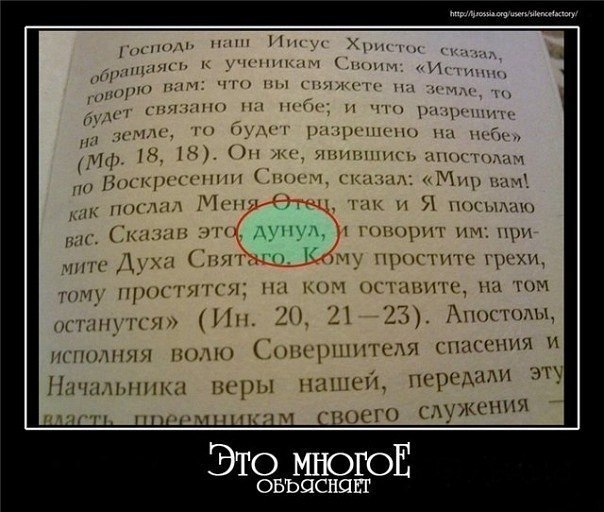 http://lj.rossia.org/users/silencefactory/
Господь наш Иисус Христос сказал,
обращаясь к ученикам Своим: «Истинно
говорю вам: что вы свяжете на земле, то
будет связано на небе; и что разрешите
на земле, то будет разрешено на небе»
(Мф. 18, 18). Он же, явившись апостолам
по Воскресении Своем, сказал: «Мир вам!
как послал Меня Отец, так и Я посылаю
вас. Сказав это, дунул, и говорит им: при-
мите Духа Святаго. Кому простите грехи,
тому простятся; на ком оставите, на том
останутся» (Ин. 20, 21—23). Апостолы,
исполняя волю Совершителя спасения и
Начальника веры нашей, передали эту
власть преемникам своего служения —
Это многоЕ
объясняет